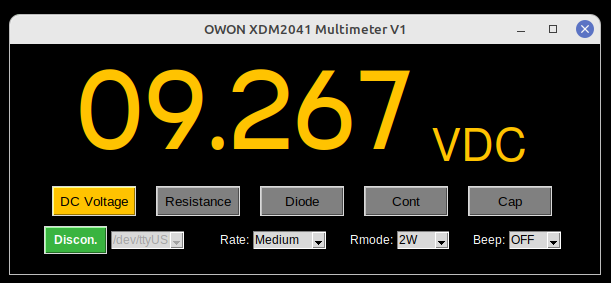 OWON XDM2041 Multimeter V1
09.267 VDC
DC Voltage Resistance Diode Cont Cap
Discon. /dev/ttyUS Rate: Medium Rmode: 2W Beep: OFF